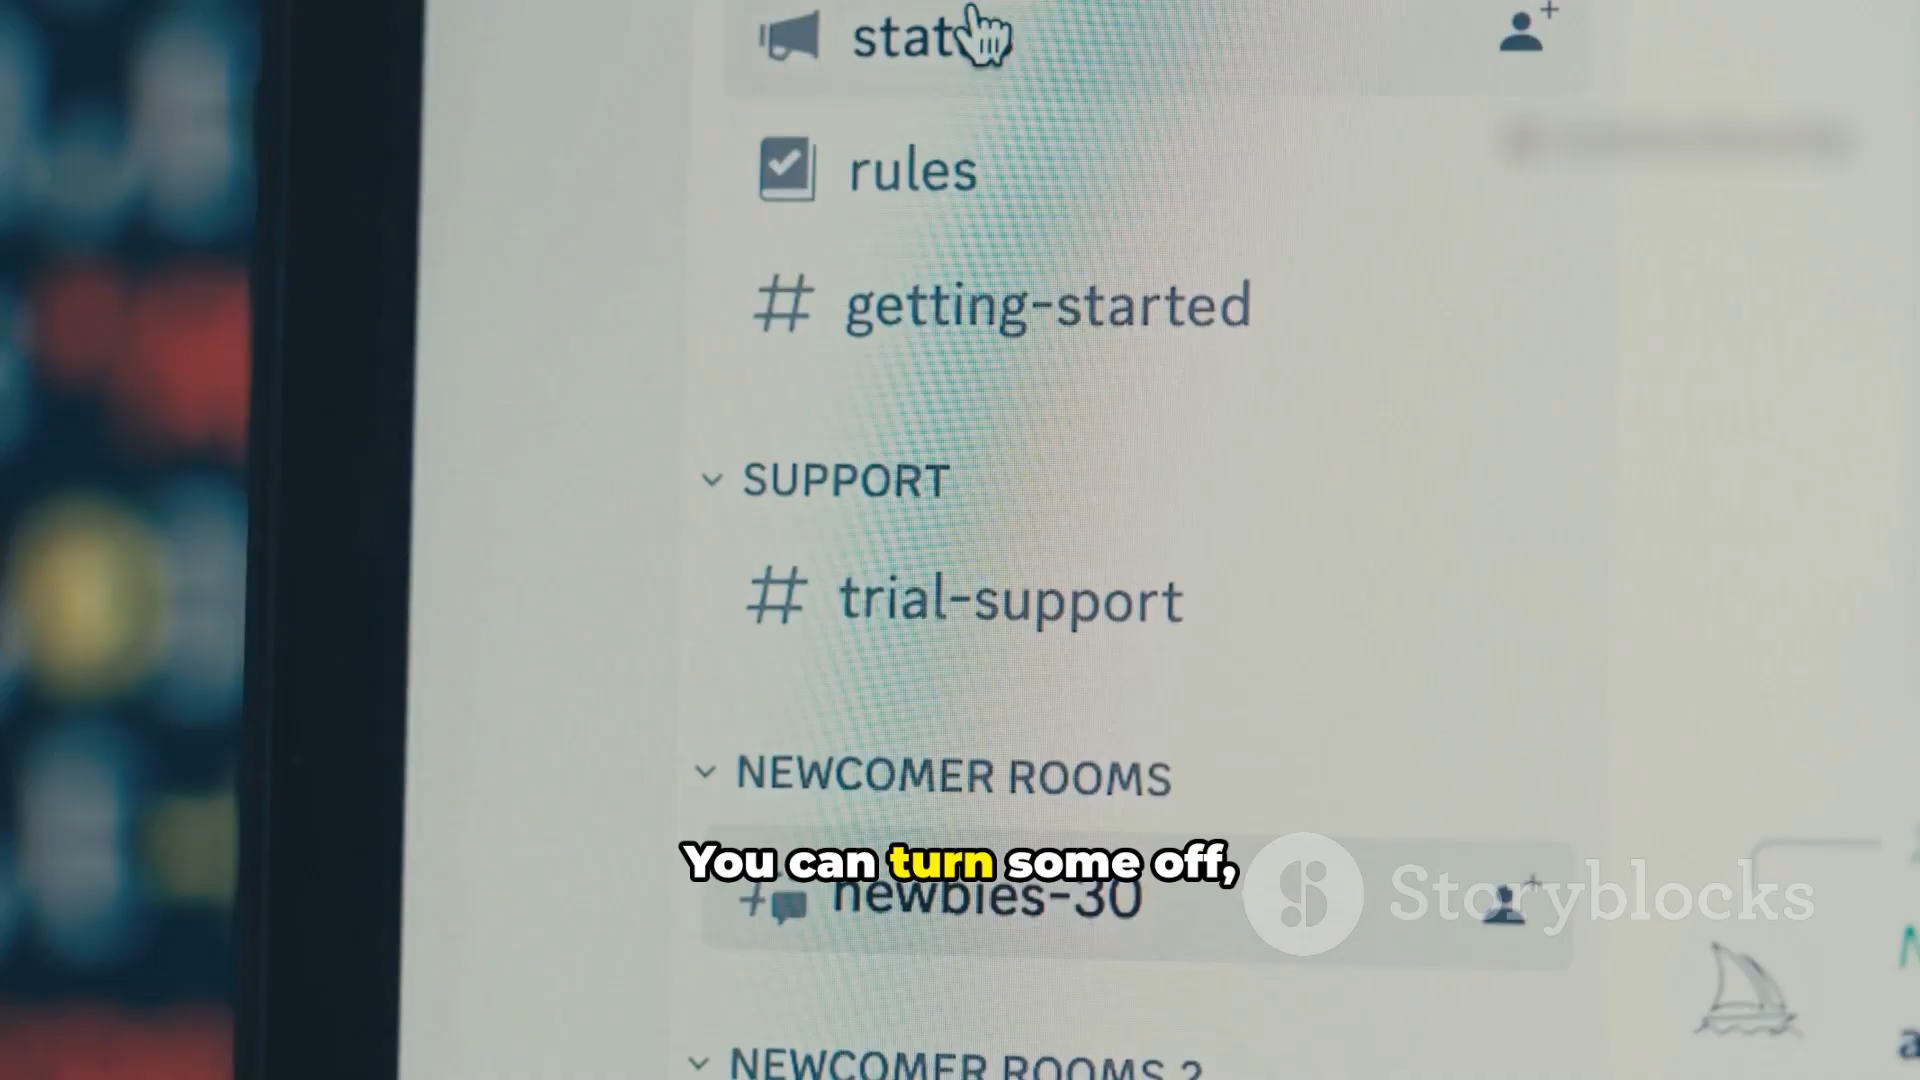 rules
getting-started
SUPPORT
trial-support
NEWCOMER ROOMS
You can turn some off,
newbies-30
Storyblocks
NEWCOMER ROOMS 2